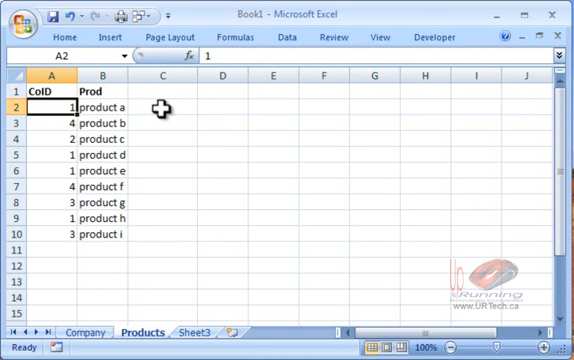 Book1 - Microsoft Excel
Home Insert Page Layout Formulas Data Review View Developer
A2 fx 1
A B C D E F G H I J
1 CoID Prod
2 1 product a
3 4 product b
4 2 product c
5 1 product d
6 1 product e
7 4 product f
8 3 product g
9 1 product h
10 3 product i
11
12
13
14
15
Up
Running
www.URTech.ca
Company Products Sheet3
Ready 100%